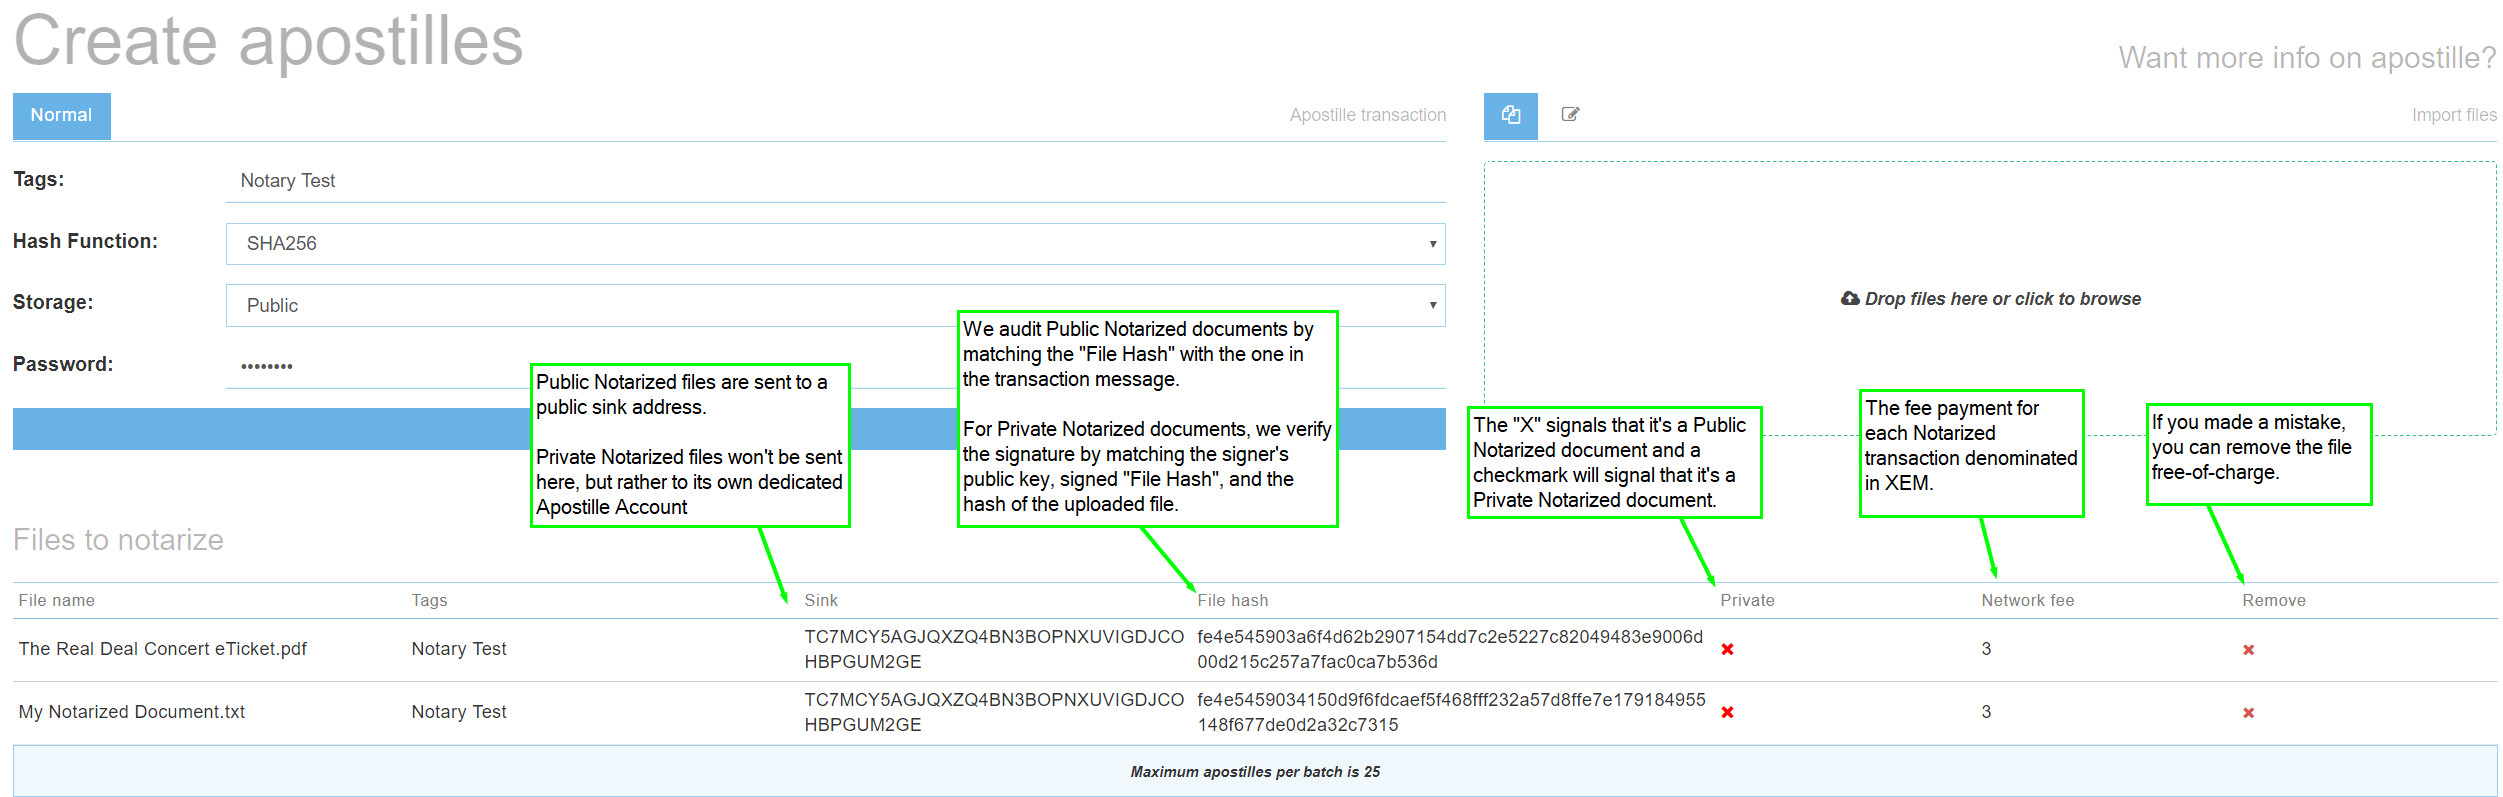 Create apostilles
Want more info on apostille?
Normal
Apostille transaction
Import files
Tags:
Notary Test
Hash Function:
SHA256
Storage:
Public
Password:
••••••••
Drop files here or click to browse
Public Notarized files are sent to a
public sink address.
Private Notarized files won't be sent
here, but rather to its own dedicated
Apostille Account
We audit Public Notarized documents by
matching the "File Hash" with the one in
the transaction message.
For Private Notarized documents, we verify
the signature by matching the signer's
public key, signed "File Hash", and the
hash of the uploaded file.
The "X" signals that it's a Public
Notarized document and a
checkmark will signal that it's a
Private Notarized document.
The fee payment for
each Notarized
transaction denominated
in XEM.
If you made a mistake,
you can remove the file
free-of-charge.
Files to notarize
File name
Tags
Sink
File hash
Private
Network fee
Remove
The Real Deal Concert eTicket.pdf
Notary Test
TC7MCY5AGJQXZQ4BN3BOPNXUVIGDJCO
HBPGUM2GE
fe4e545903a6f4d62b2907154dd7c2e5227c82049483e9006d
00d215c257a7fac0ca7b536d
3
My Notarized Document.txt
Notary Test
TC7MCY5AGJQXZQ4BN3BOPNXUVIGDJCO
HBPGUM2GE
fe4e5459034150d9f6fdcaef5f468fff232a57d8ffe7e179184955
148f677de0d2a32c7315
3
Maximum apostilles per batch is 25